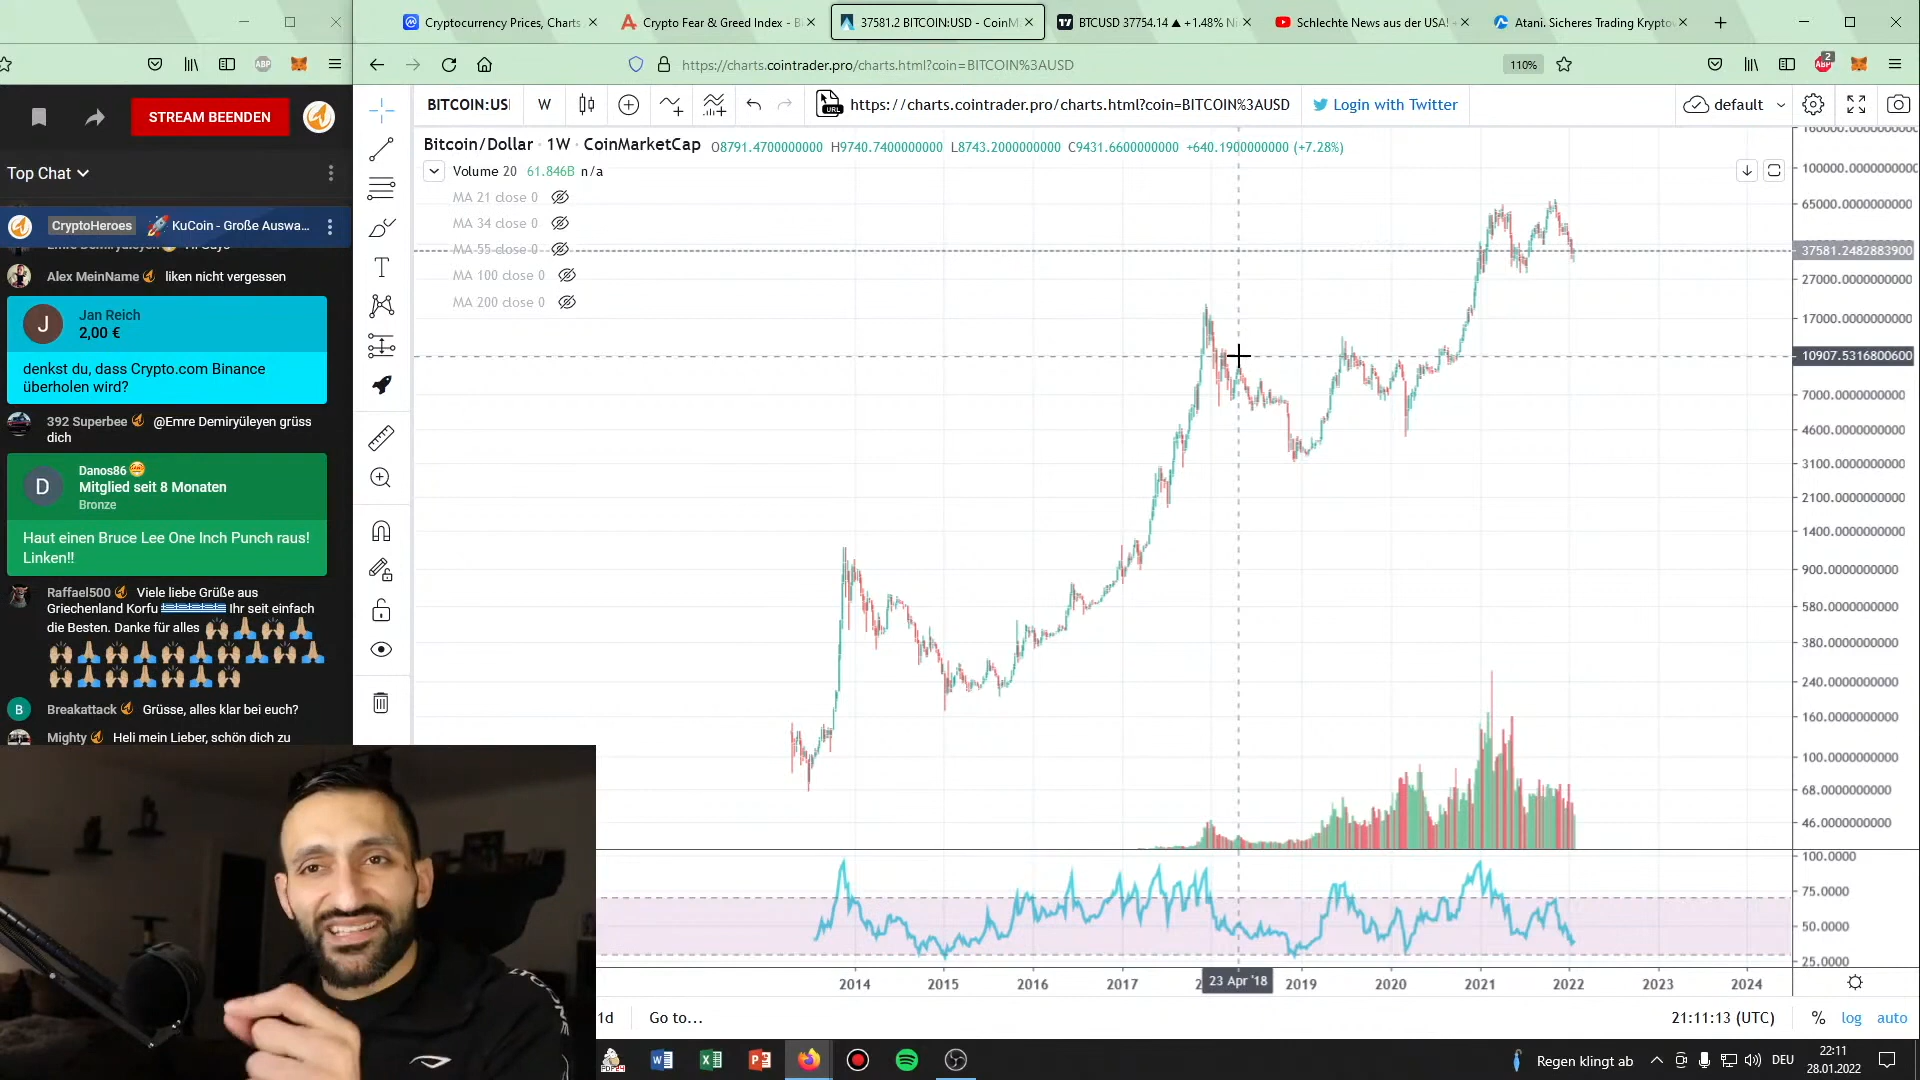 Cryptocurrency Prices, Charts
Crypto Fear & Greed Index - Bi
37581.2 BITCOIN:USD - CoinM
BTCUSD 37754.14 ▲ +1.48% Ni
Schlechte News aus der USA! +
Atani. Sicheres Trading Kryptow
https://charts.cointrader.pro/charts.html?coin=BITCOIN%3AUSD
110%
ABP
ABP 2
STREAM BEENDEN
BITCOIN:US
W
URL
https://charts.cointrader.pro/charts.html?coin=BITCOIN%3AUSD
Login with Twitter
default
Top Chat
CryptoHeroes KuCoin - Große Auswa...
Alex MeinName liken nicht vergessen
J
Jan Reich
2,00 €
denkst du, dass Crypto.com Binance
überholen wird?
392 Superbee @Emre Demiryüleyen grüss
dich
D
Danos86
Mitglied seit 8 Monaten
Bronze
Haut einen Bruce Lee One Inch Punch raus!
Linken!!
Raffael500 Viele liebe Grüße aus
Griechenland Korfu Ihr seit einfach
die Besten. Danke für alles
B
Breakattack Grüsse, alles klar bei euch?
Mighty Heli mein Lieber, schön dich zu
Bitcoin/Dollar · 1W · CoinMarketCap O8791.4700000000 H9740.7400000000 L8743.2000000000 C9431.6600000000 +640.1900000000 (+7.28%)
Volume 20 61.846B n/a
MA 21 close 0
MA 34 close 0
MA 55 close 0
MA 100 close 0
MA 200 close 0
160000.0000000000
100000.0000000000
65000.0000000000
37581.2482883900
27000.0000000000
17000.0000000000
10907.5316800600
7000.0000000000
4600.0000000000
3100.0000000000
2100.0000000000
1400.0000000000
900.0000000000
580.0000000000
380.0000000000
240.0000000000
160.0000000000
100.0000000000
68.0000000000
46.0000000000
100.0000
75.0000
50.0000
25.0000
2014 2015 2016 2017 23 Apr '18 2019 2020 2021 2022 2023 2024
1d
Go to...
21:11:13 (UTC)
%
log
auto
Regen klingt ab
DEU
22:11
28.01.2022